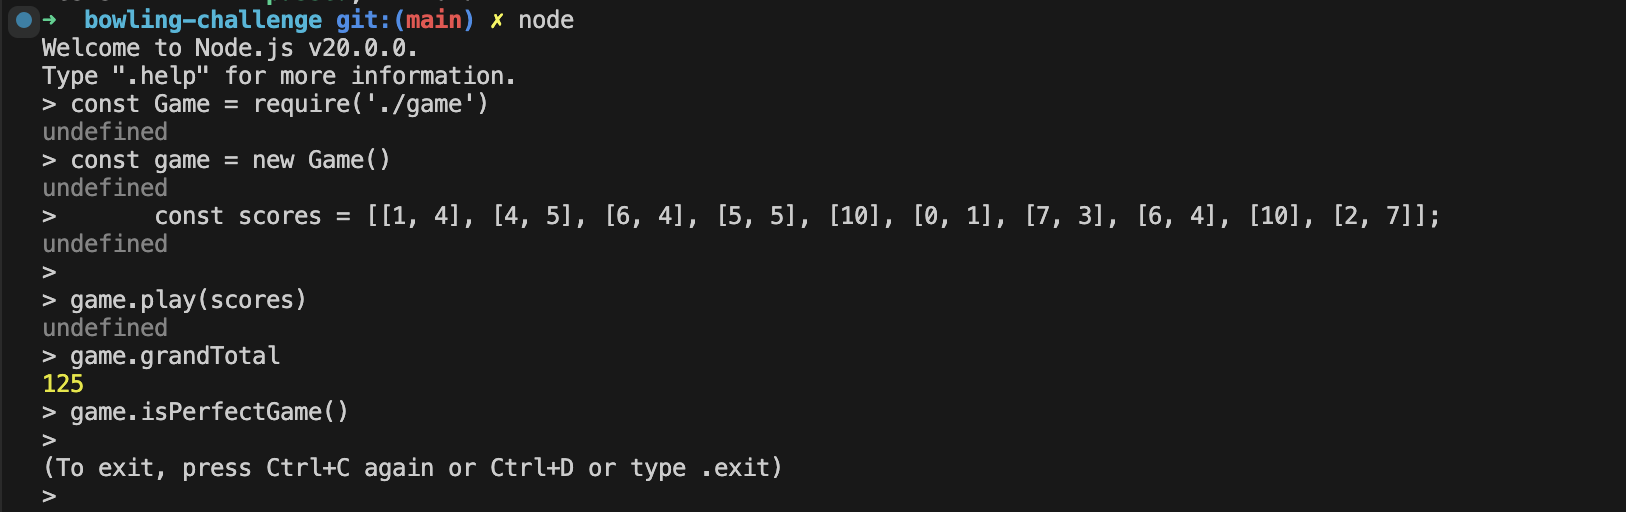 ➜ bowling-challenge git:(main) ✗ node
Welcome to Node.js v20.0.0.
Type ".help" for more information.
> const Game = require('./game')
undefined
> const game = new Game()
undefined
>       const scores = [[1, 4], [4, 5], [6, 4], [5, 5], [10], [0, 1], [7, 3], [6, 4], [10], [2, 7]];
undefined
>
> game.play(scores)
undefined
> game.grandTotal
125
> game.isPerfectGame()
>
(To exit, press Ctrl+C again or Ctrl+D or type .exit)
>